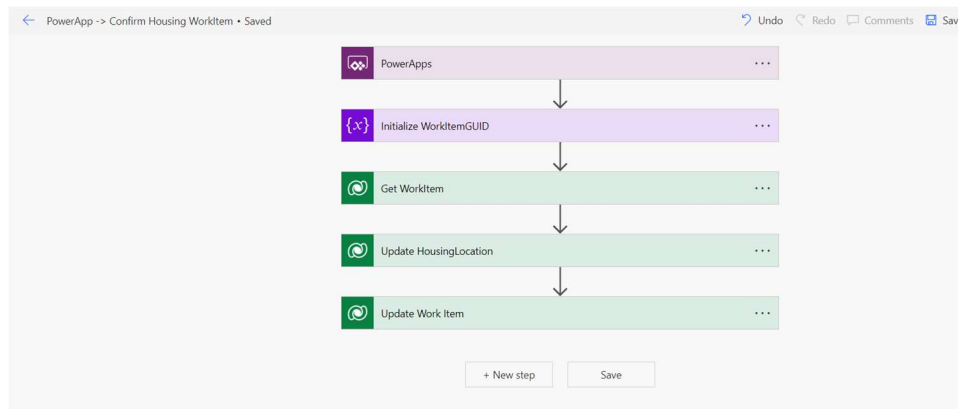 PowerApp -> Confirm Housing WorkItem • Saved
Undo Redo Comments Sav
PowerApps
{x} Initialize WorkItemGUID
Get WorkItem
Update HousingLocation
Update Work Item
+ New step Save